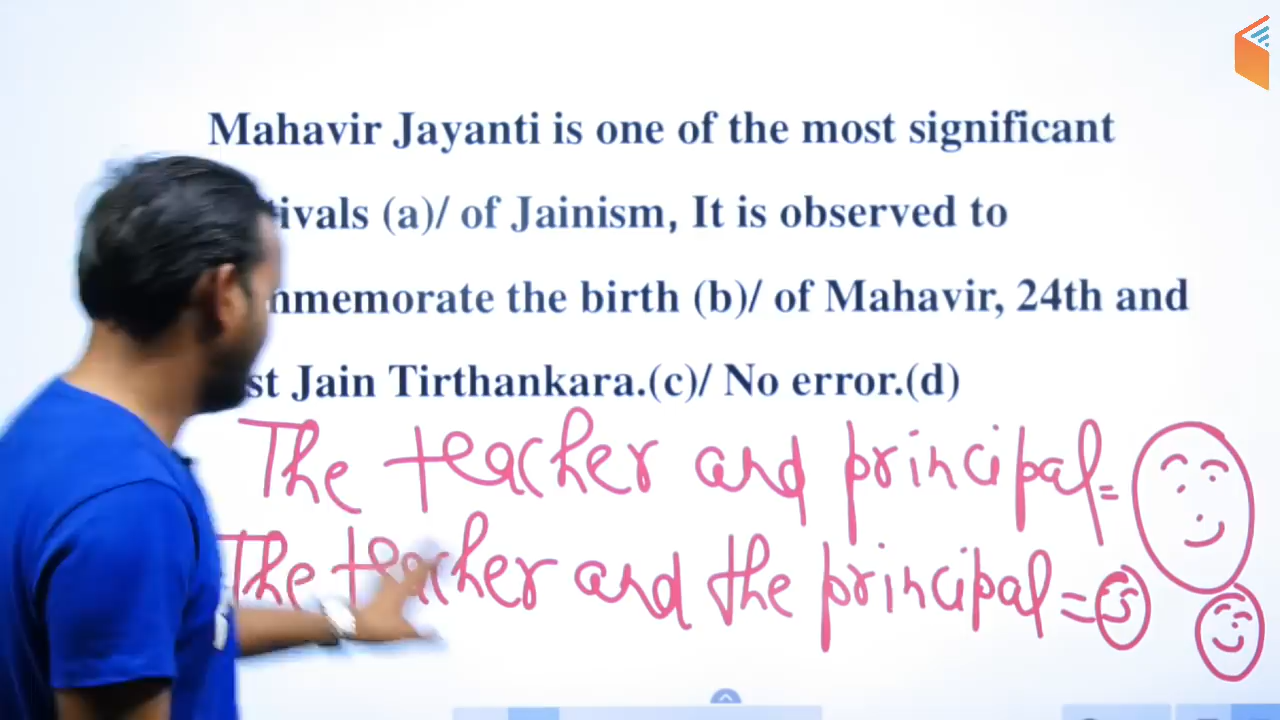 Mahavir Jayanti is one of the most significant
tivals (a)/ of Jainism, It is observed to
mmemorate the birth (b)/ of Mahavir, 24th and
st Jain Tirthankara.(c)/ No error.(d)
The teacher and principal =
The teacher and the principal =